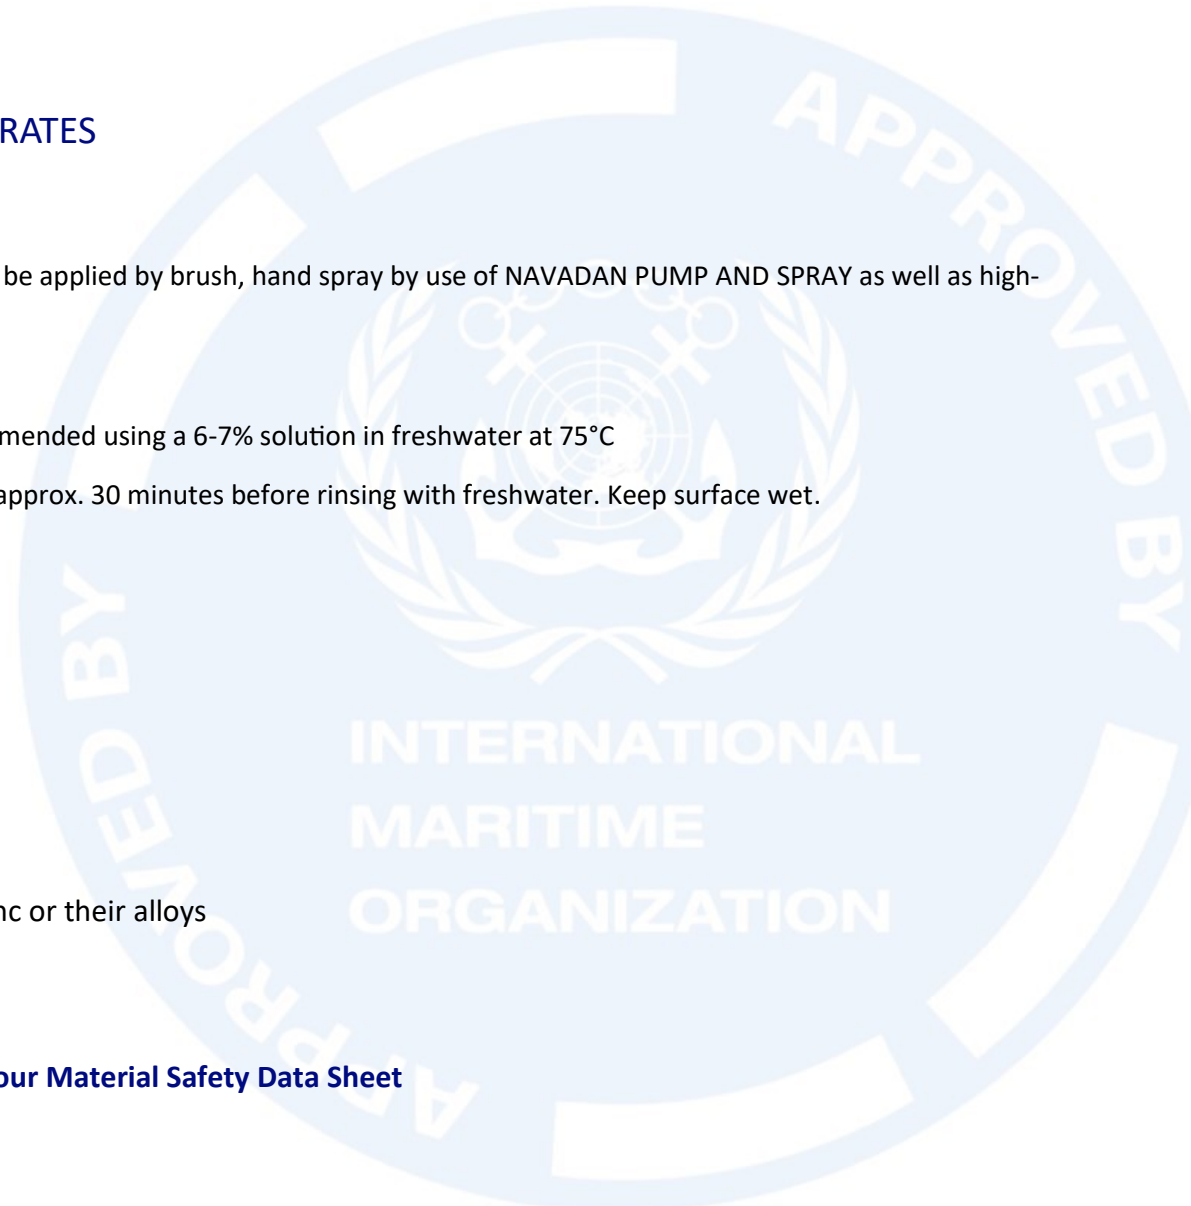 RATES
be applied by brush, hand spray by use of NAVADAN PUMP AND SPRAY as well as high-
mended using a 6-7% solution in freshwater at 75°C
approx. 30 minutes before rinsing with freshwater. Keep surface wet.
nc or their alloys
our Material Safety Data Sheet
APPROVED BY
APPROVED BY
INTERNATIONAL
MARITIME
ORGANIZATION